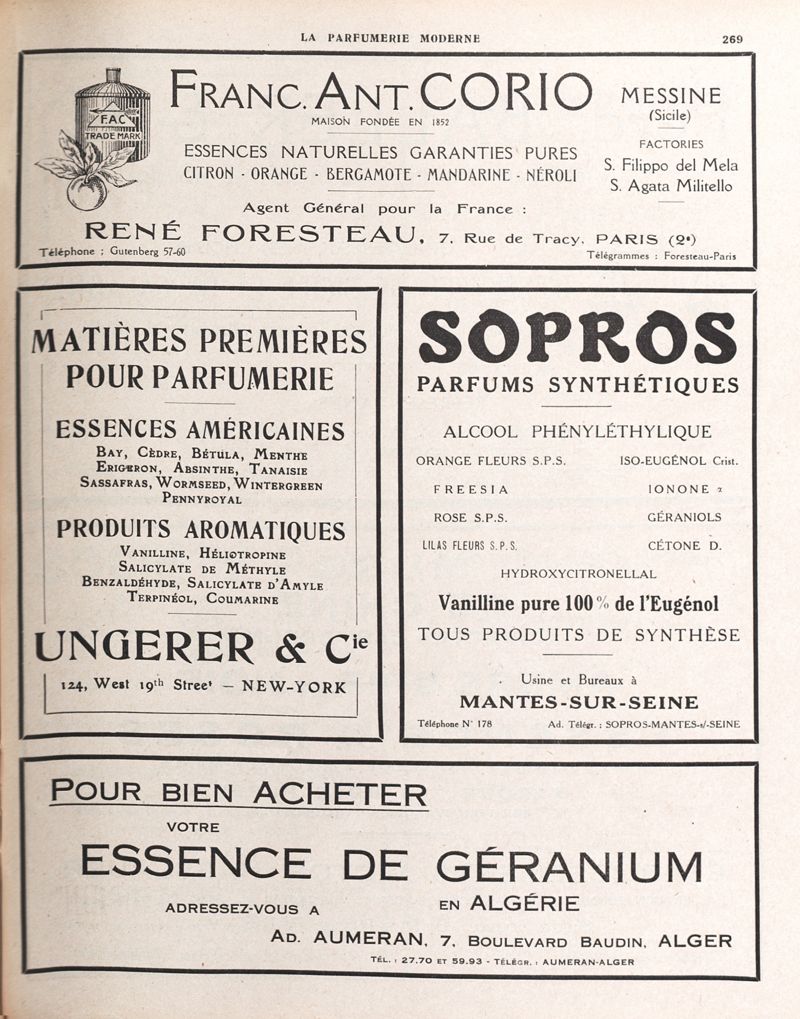 LA PARFUMERIE MODERNE 269
F.A.C
TRADE MARK
FRANC. ANT. CORIO
MAISON FONDÉE EN 1852
ESSENCES NATURELLES GARANTIES PURES
CITRON - ORANGE - BERGAMOTE - MANDARINE - NÉROLI
MESSINE
(Sicile)
FACTORIES
S. Filippo del Mela
S. Agata Militello
Agent Général pour la France :
RENÉ FORESTEAU, 7, Rue de Tracy, PARIS (2e)
Téléphone : Gutenberg 57-60 Télégrammes : Foresteau-Paris
MATIÈRES PREMIÈRES
POUR PARFUMERIE
ESSENCES AMÉRICAINES
BAY, CÈDRE, BÉTULA, MENTHE
ERIGERON, ABSINTHE, TANAISIE
SASSAFRAS, WORMSEED, WINTERGREEN
PENNYROYAL
PRODUITS AROMATIQUES
VANILLINE, HÉLIOTROPINE
SALICYLATE DE MÉTHYLE
BENZALDÉHYDE, SALICYLATE D'AMYLE
TERPINÉOL, COUMARINE
UNGERER & Cie
124, West 19th Street — NEW-YORK
SOPROS
PARFUMS SYNTHÉTIQUES
ALCOOL PHÉNYLÉTHYLIQUE
ORANGE FLEURS S.P.S. ISO-EUGÉNOL Crist.
FREESIA IONONE α
ROSE S.P.S. GÉRANIOLS
LILAS FLEURS S.P.S. CÉTONE D.
HYDROXYCITRONELLAL
Vanilline pure 100% de l'Eugénol
TOUS PRODUITS DE SYNTHÈSE
Usine et Bureaux à
MANTES-SUR-SEINE
Téléphone N° 178 Ad. Télégr. : SOPROS-MANTES-s/-SEINE
POUR BIEN ACHETER
VOTRE
ESSENCE DE GÉRANIUM
EN ALGÉRIE
ADRESSEZ-VOUS A
AD. AUMERAN, 7, BOULEVARD BAUDIN, ALGER
TÉL. : 27.70 ET 59.93 - TÉLÉGR. : AUMERAN-ALGER